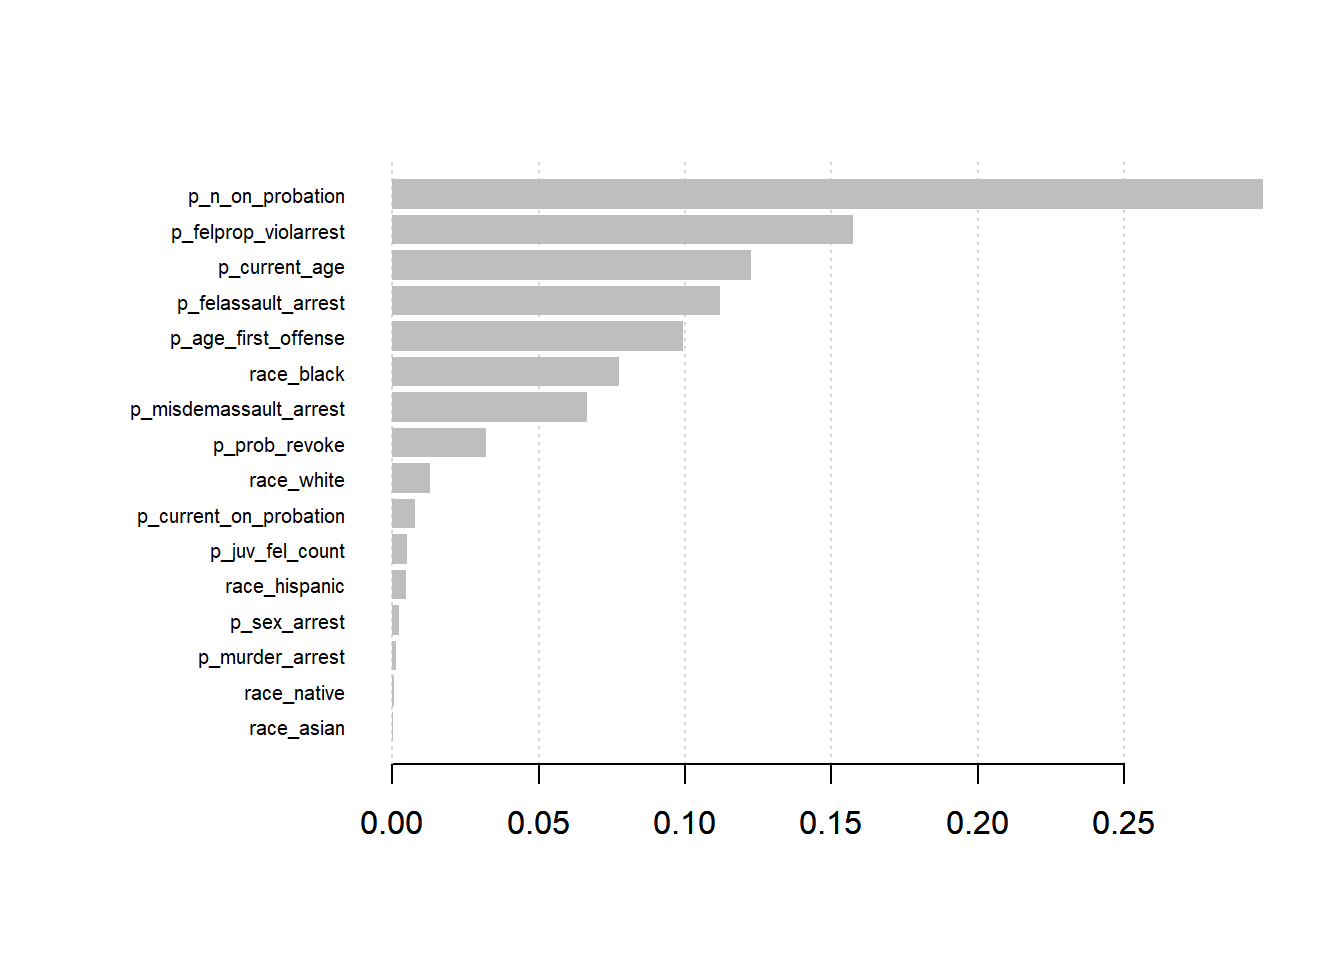 p_n_on_probation
p_felprop_violarrest
p_current_age
p_felassault_arrest
p_age_first_offense
race_black
p_misdemassault_arrest
p_prob_revoke
race_white
p_current_on_probation
p_juv_fel_count
race_hispanic
p_sex_arrest
p_murder_arrest
race_native
race_asian
0.00 0.05 0.10 0.15 0.20 0.25